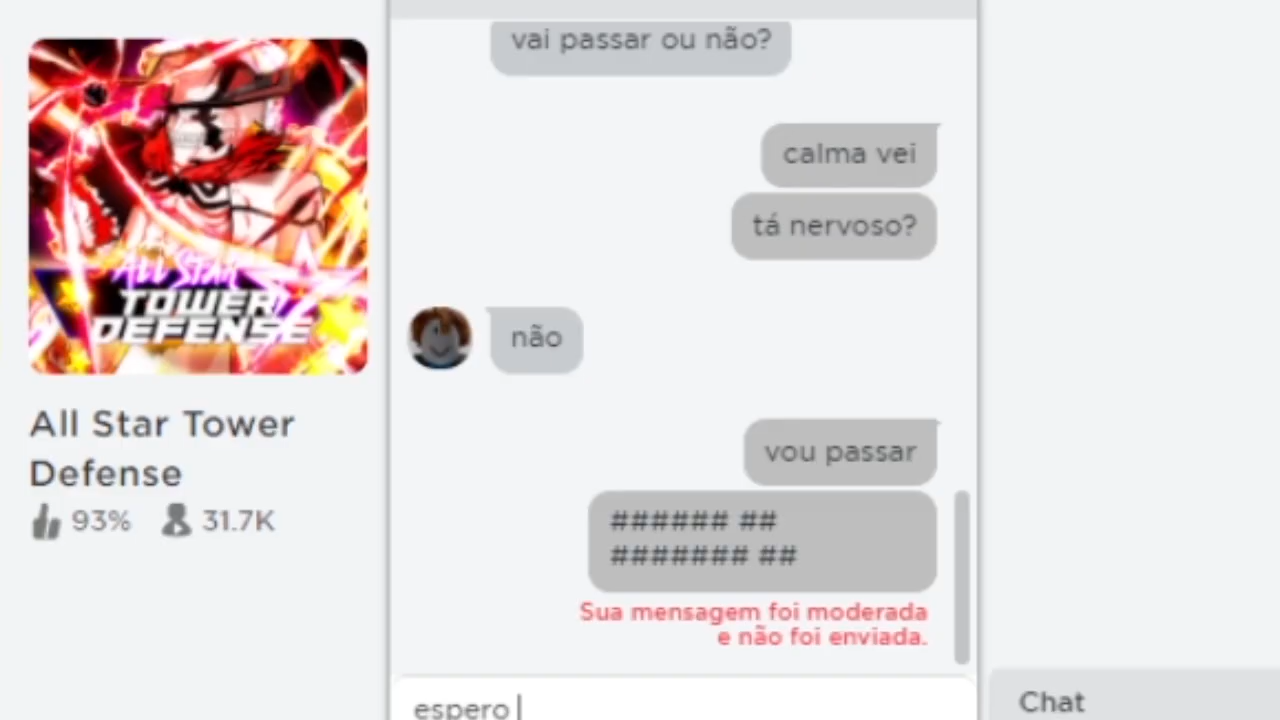 ALL STAR
TOWER
DEFENSE
All Star Tower
Defense
93% 31.7K
vai passar ou não?
calma vei
tá nervoso?
não
vou passar
###### ##
####### ##
Sua mensagem foi moderada
e não foi enviada.
espero
Chat